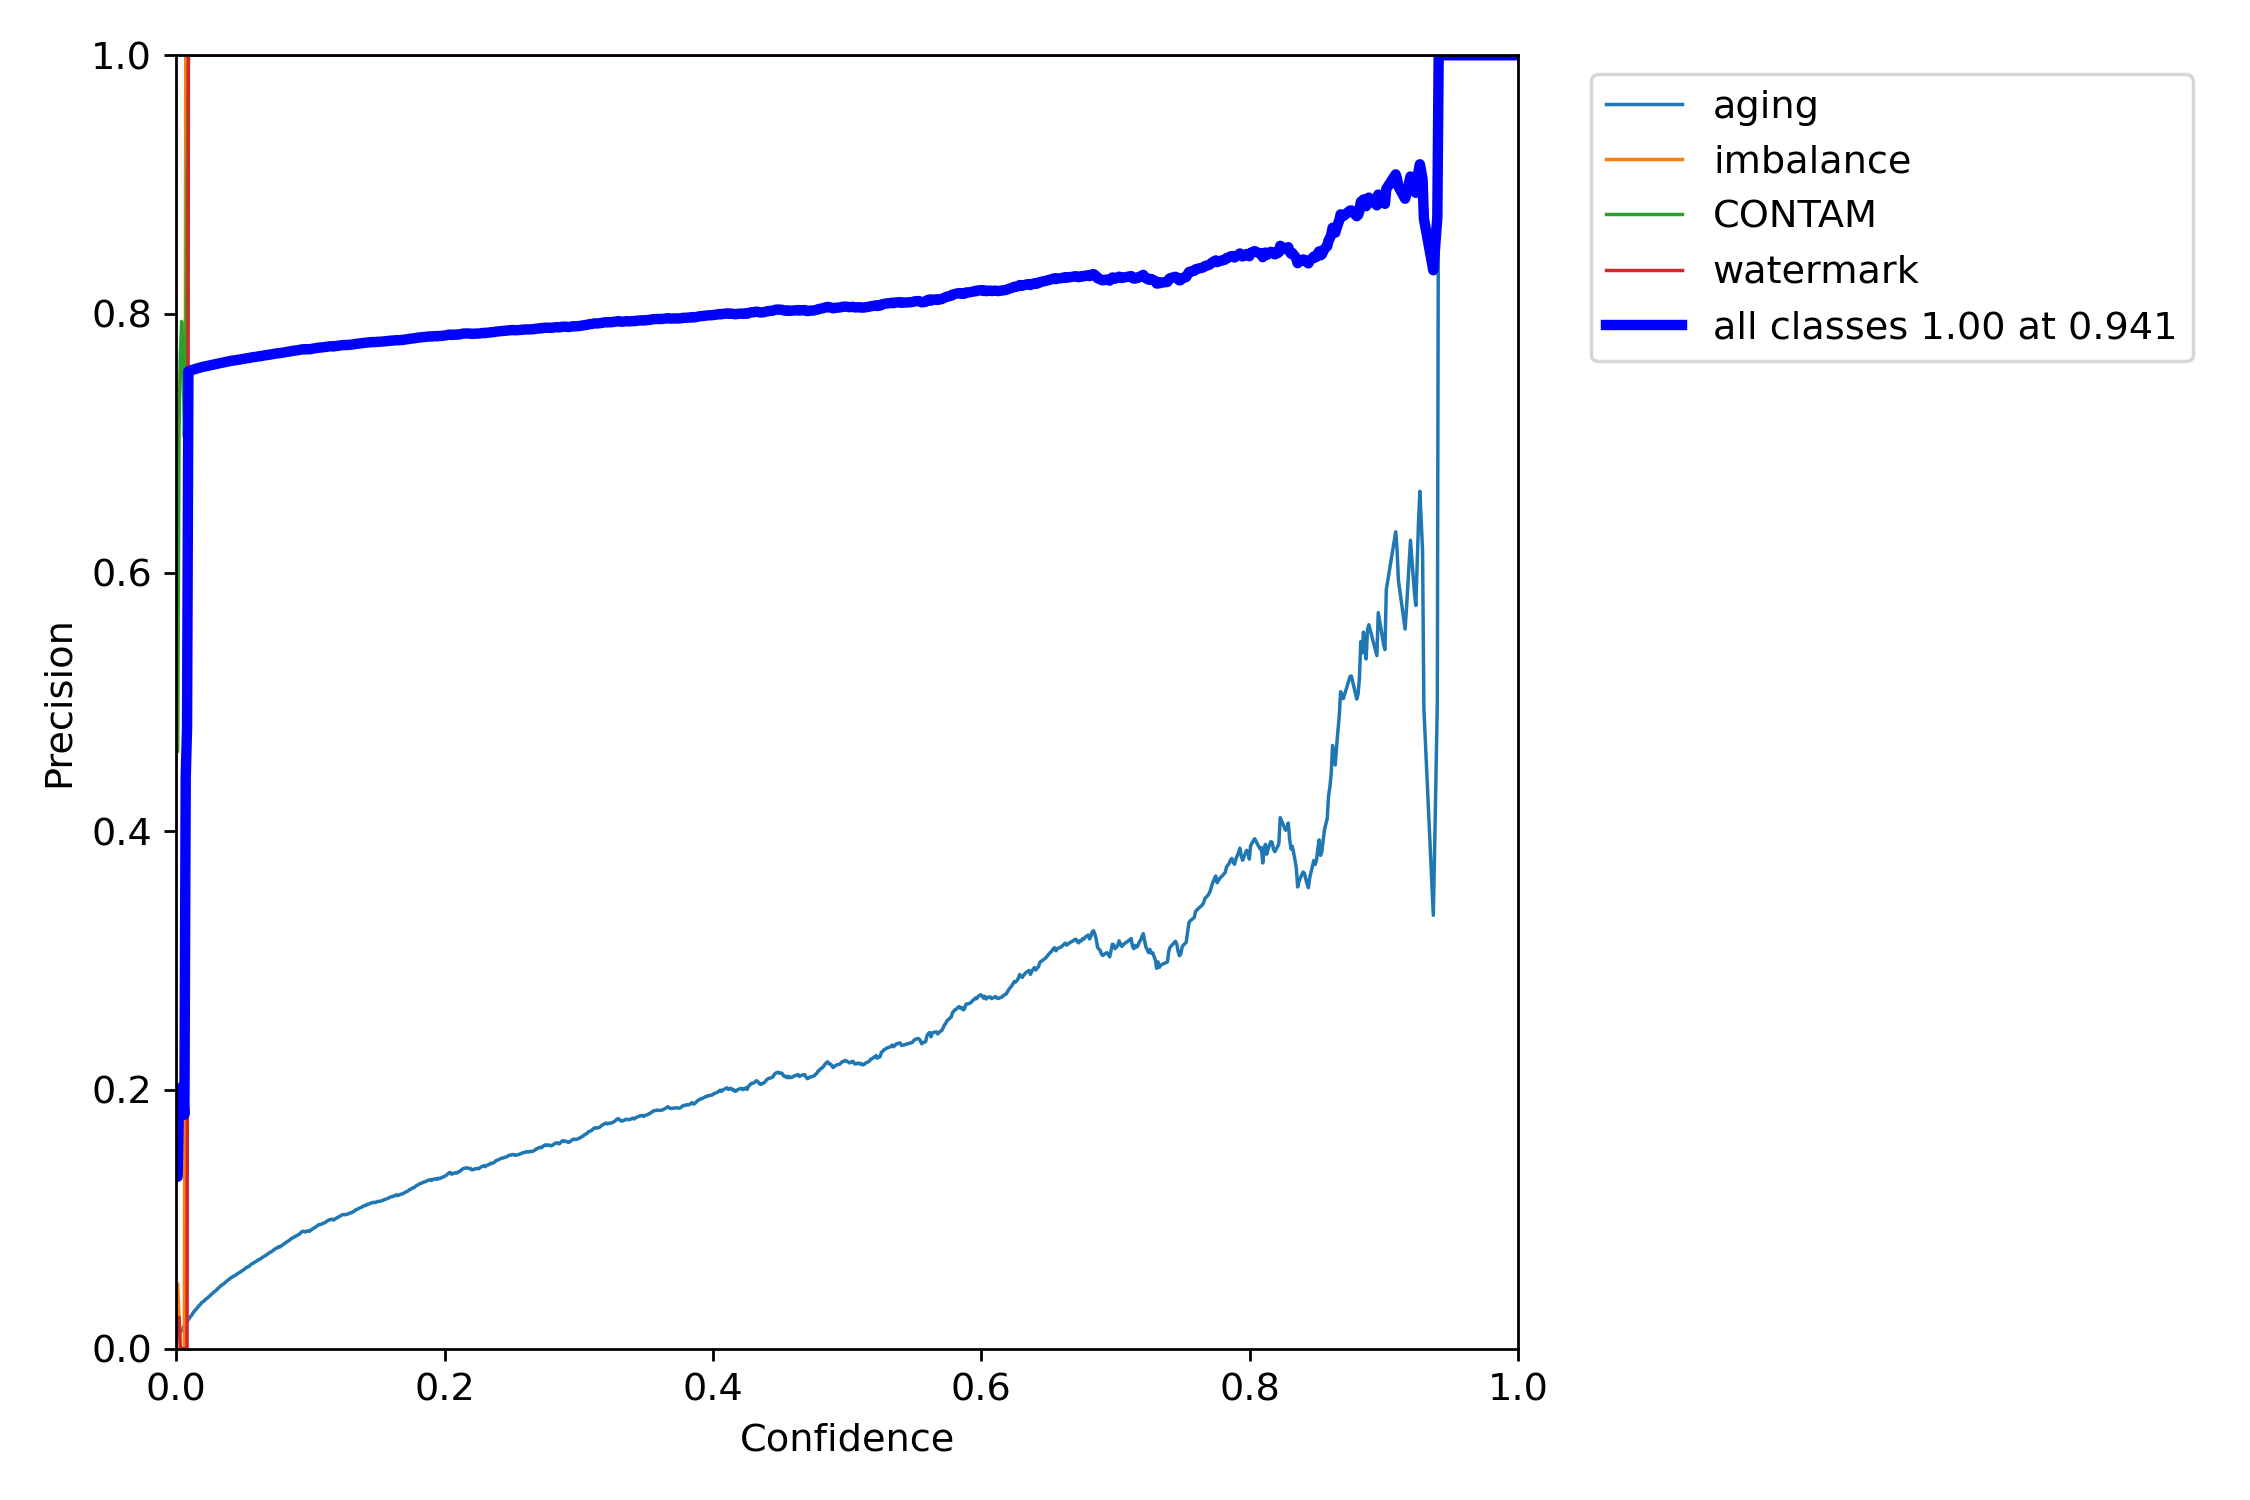 1.0
0.8
0.6
0.4
0.2
0.0
Precision
0.0 0.2 0.4 0.6 0.8 1.0
Confidence
aging
imbalance
CONTAM
watermark
all classes 1.00 at 0.941